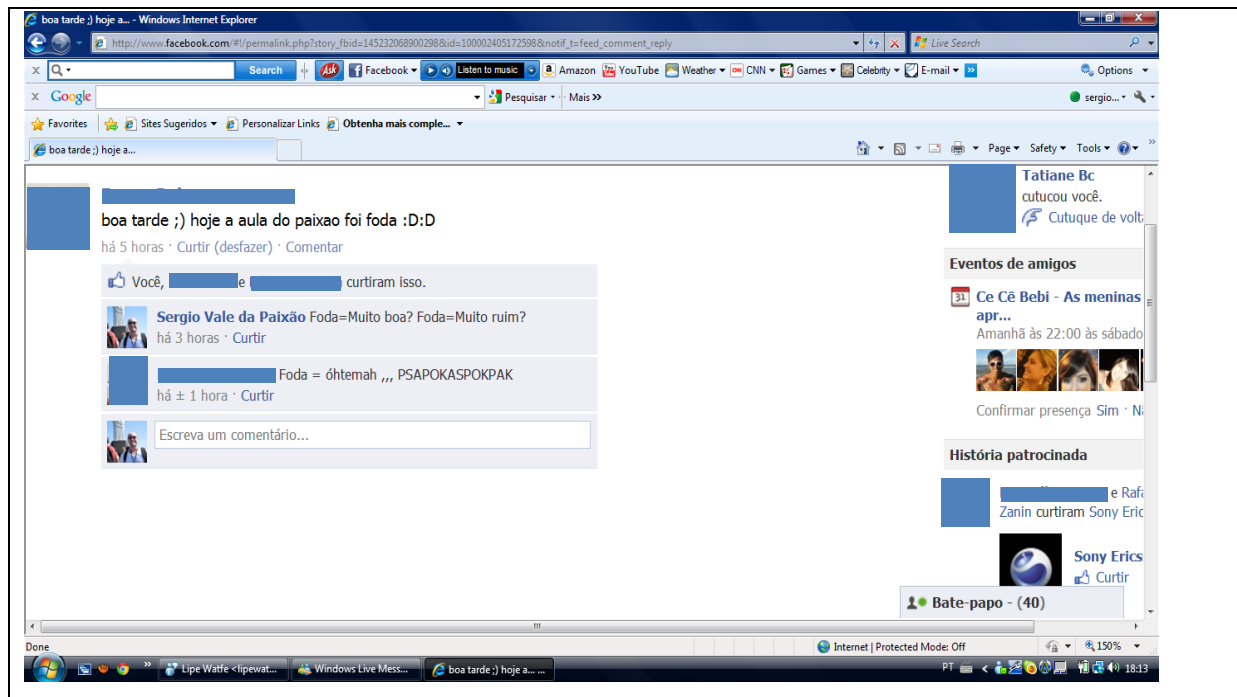 boa tarde ;) hoje a... - Windows Internet Explorer
http://www.facebook.com/#!/permalink.php?story_fbid=145232068900298&id=100002405172598&notif_t=feed_comment_reply
Live Search
x Q Search Ask Facebook Listen to music Amazon YouTube Weather CNN Games Celebrity E-mail Options
x Google Pesquisar Mais >> sergio...
Favorites Sites Sugeridos Personalizar Links Obtenha mais comple...
boa tarde ;) hoje a... Page Safety Tools
boa tarde ;) hoje a aula do paixao foi foda :D:D
há 5 horas · Curtir (desfazer) · Comentar
Você, e curtiram isso.
Sergio Vale da Paixão Foda=Muito boa? Foda=Muito ruim?
há 3 horas · Curtir
Foda = óhtemah ,,, PSAPOKASPOKPAK
há ± 1 hora · Curtir
Escreva um comentário...
Tatiane Bc
cutucou você.
Cutuque de volt
Eventos de amigos
31 Ce Cê Bebi - As meninas
apr...
Amanhã às 22:00 às sábado
Confirmar presença Sim · N
História patrocinada
e Rafa
Zanin curtiram Sony Eric
Sony Erics
Curtir
Bate-papo - (40)
Done Internet | Protected Mode: Off 150%
Lipe Watfe <lipewat... Windows Live Mess... boa tarde ;) hoje a... ... PT 18:13